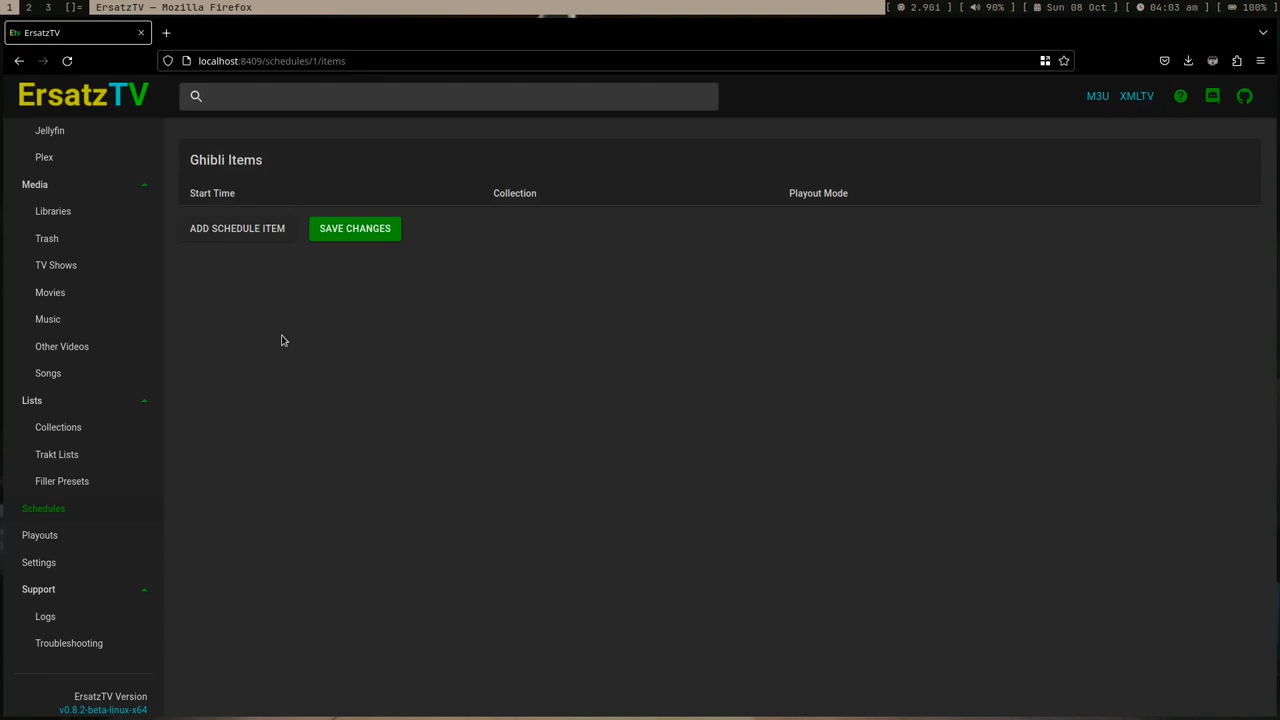 1 2 3 []= ErsatzTV — Mozilla Firefox [ 2.9Gi ] [ 90% ] [ Sun 08 Oct ] [ 04:03 am ] [ 100% ]
Etv ErsatzTV
localhost:8409/schedules/1/items
ErsatzTV
M3U XMLTV
Jellyfin
Plex
Media
Libraries
Trash
TV Shows
Movies
Music
Other Videos
Songs
Lists
Collections
Trakt Lists
Filler Presets
Schedules
Playouts
Settings
Support
Logs
Troubleshooting
ErsatzTV Version
v0.8.2-beta-linux-x64
Ghibli Items
Start Time Collection Playout Mode
ADD SCHEDULE ITEM SAVE CHANGES